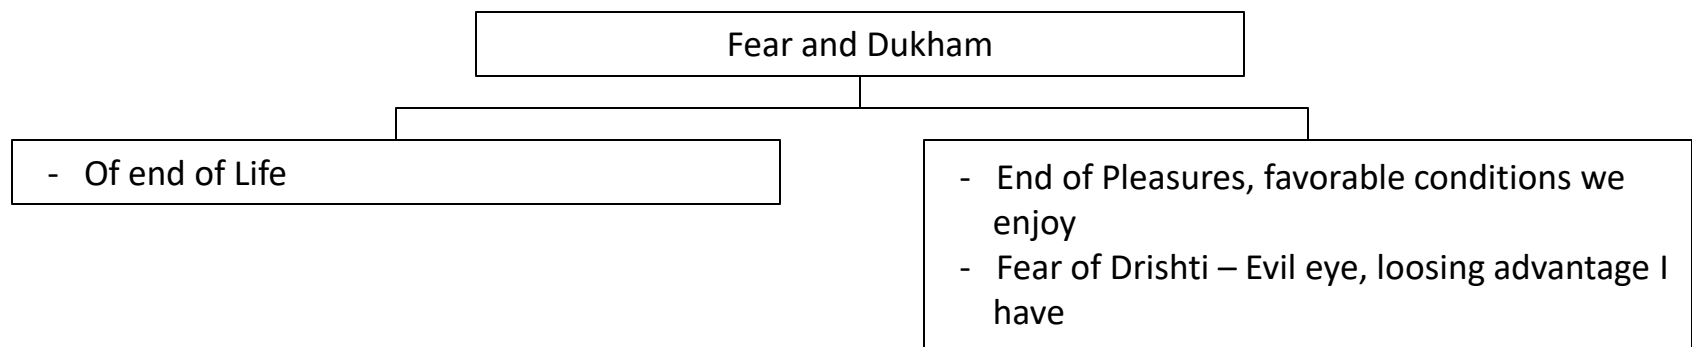 Fear and Dukham
- Of end of Life
- End of Pleasures, favorable conditions we
enjoy
- Fear of Drishti – Evil eye, loosing advantage I
have